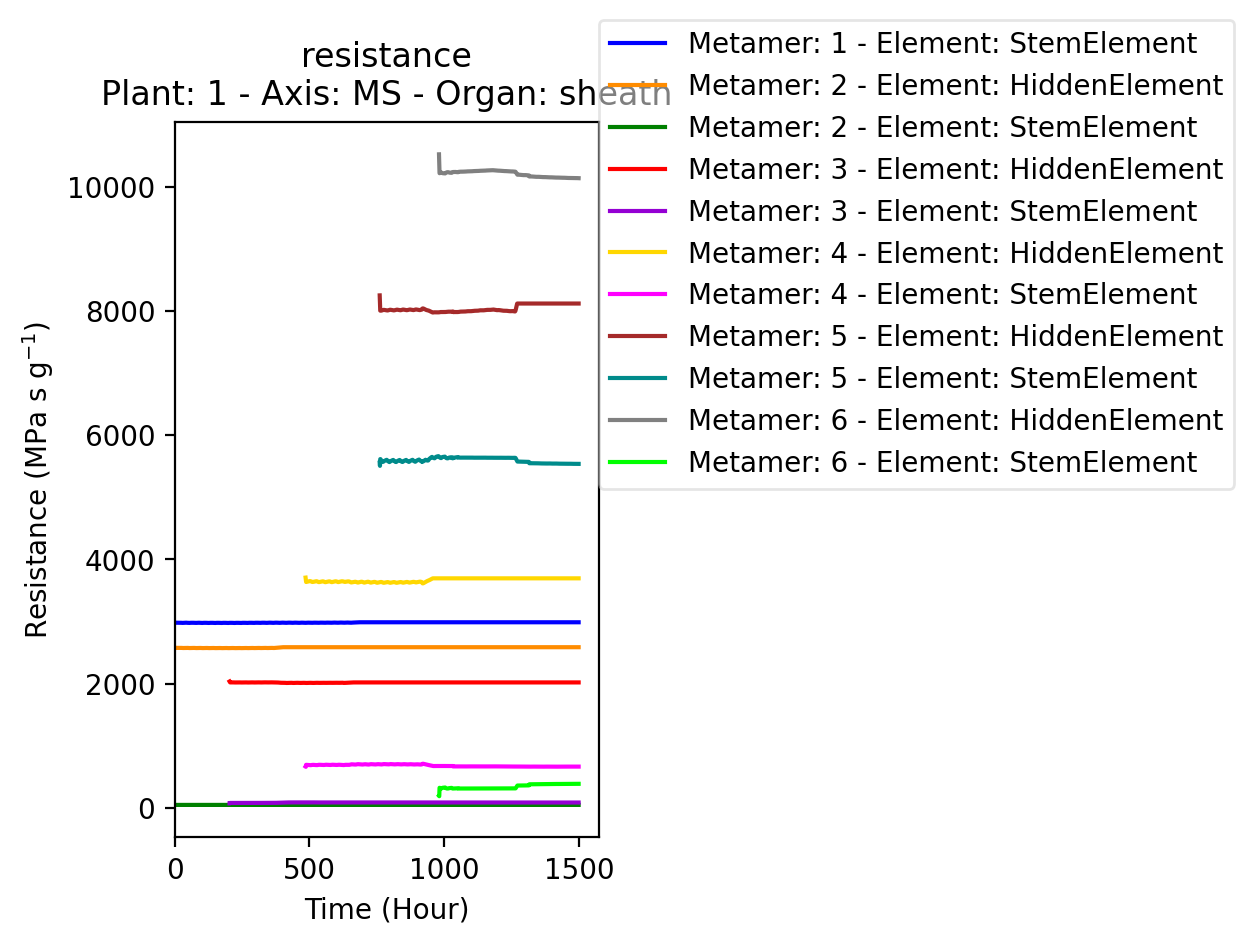 resistance
Plant: 1 - Axis: MS - Organ: sheath
Metamer: 1 - Element: StemElement
Metamer: 2 - Element: HiddenElement
Metamer: 2 - Element: StemElement
Metamer: 3 - Element: HiddenElement
Metamer: 3 - Element: StemElement
Metamer: 4 - Element: HiddenElement
Metamer: 4 - Element: StemElement
Metamer: 5 - Element: HiddenElement
Metamer: 5 - Element: StemElement
Metamer: 6 - Element: HiddenElement
Metamer: 6 - Element: StemElement
Resistance (MPa s g⁻¹)
10000
8000
6000
4000
2000
0
0 500 1000 1500
Time (Hour)